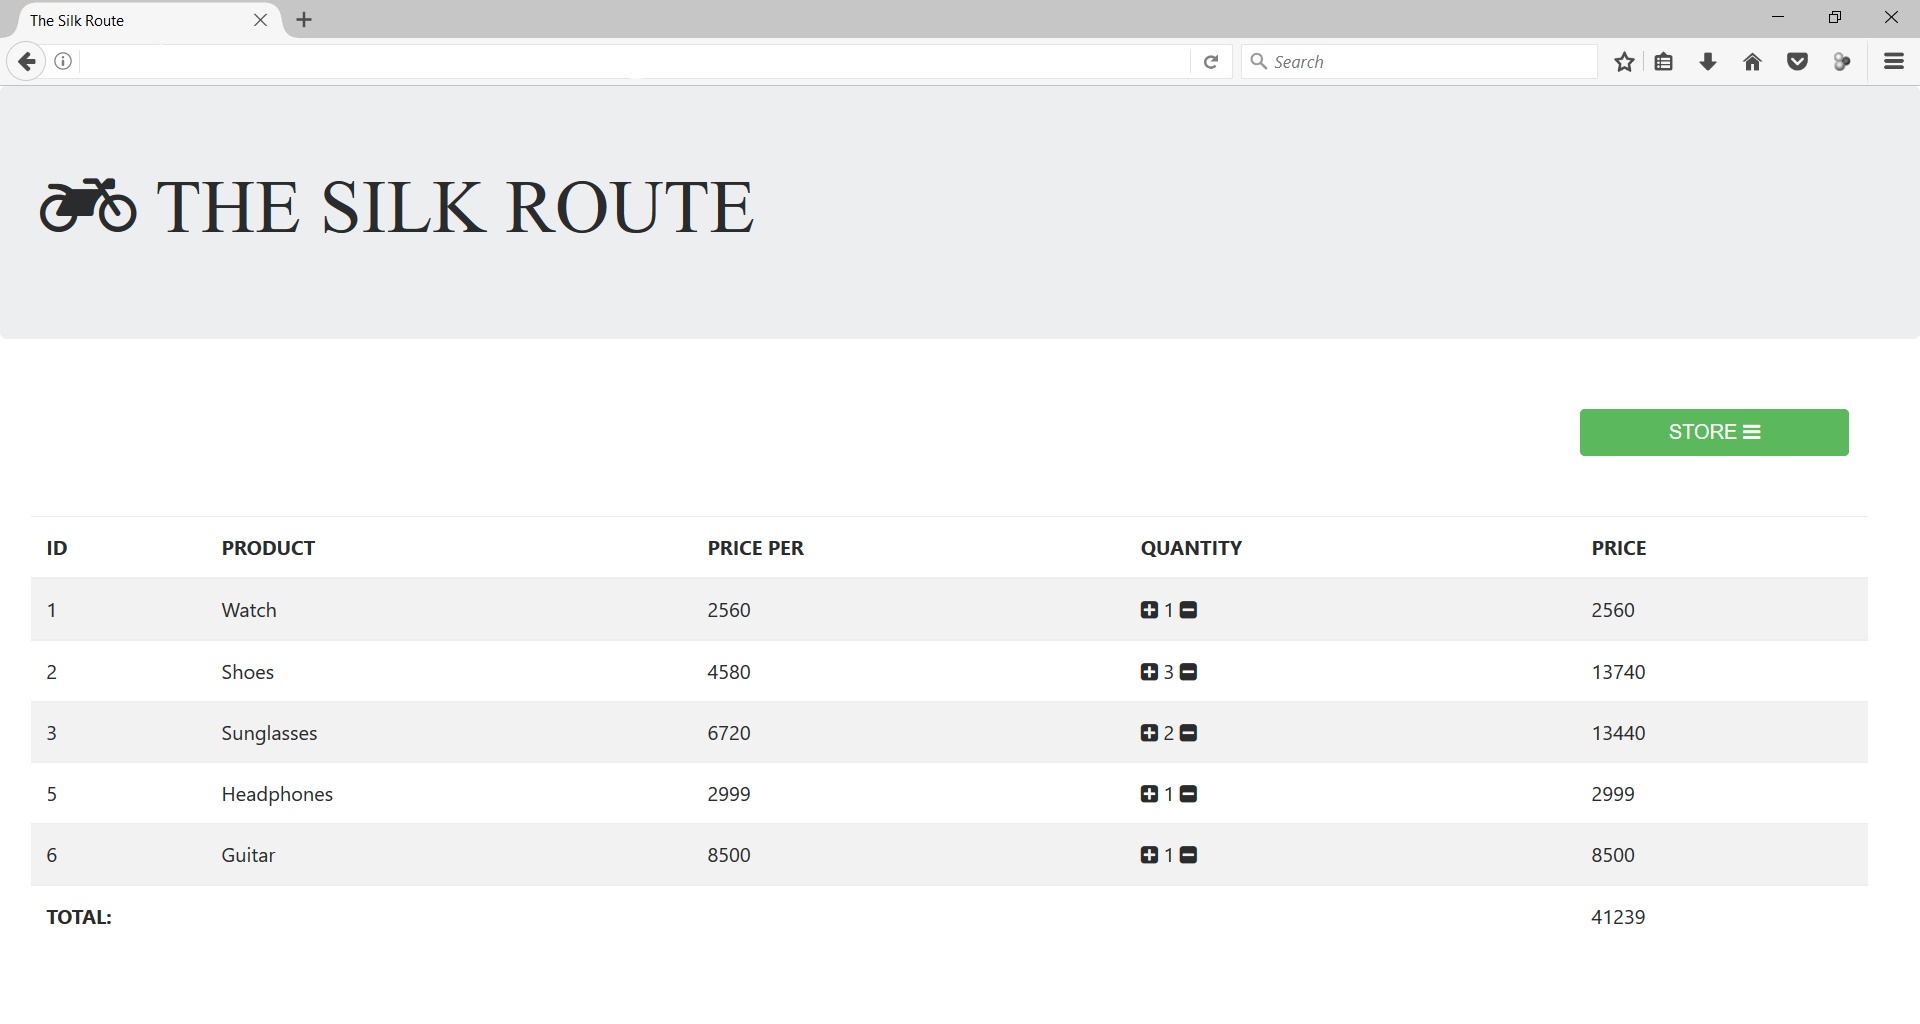 The Silk Route
Search
THE SILK ROUTE
STORE
ID PRODUCT PRICE PER QUANTITY PRICE
1 Watch 2560 1 2560
2 Shoes 4580 3 13740
3 Sunglasses 6720 2 13440
5 Headphones 2999 1 2999
6 Guitar 8500 1 8500
TOTAL: 41239